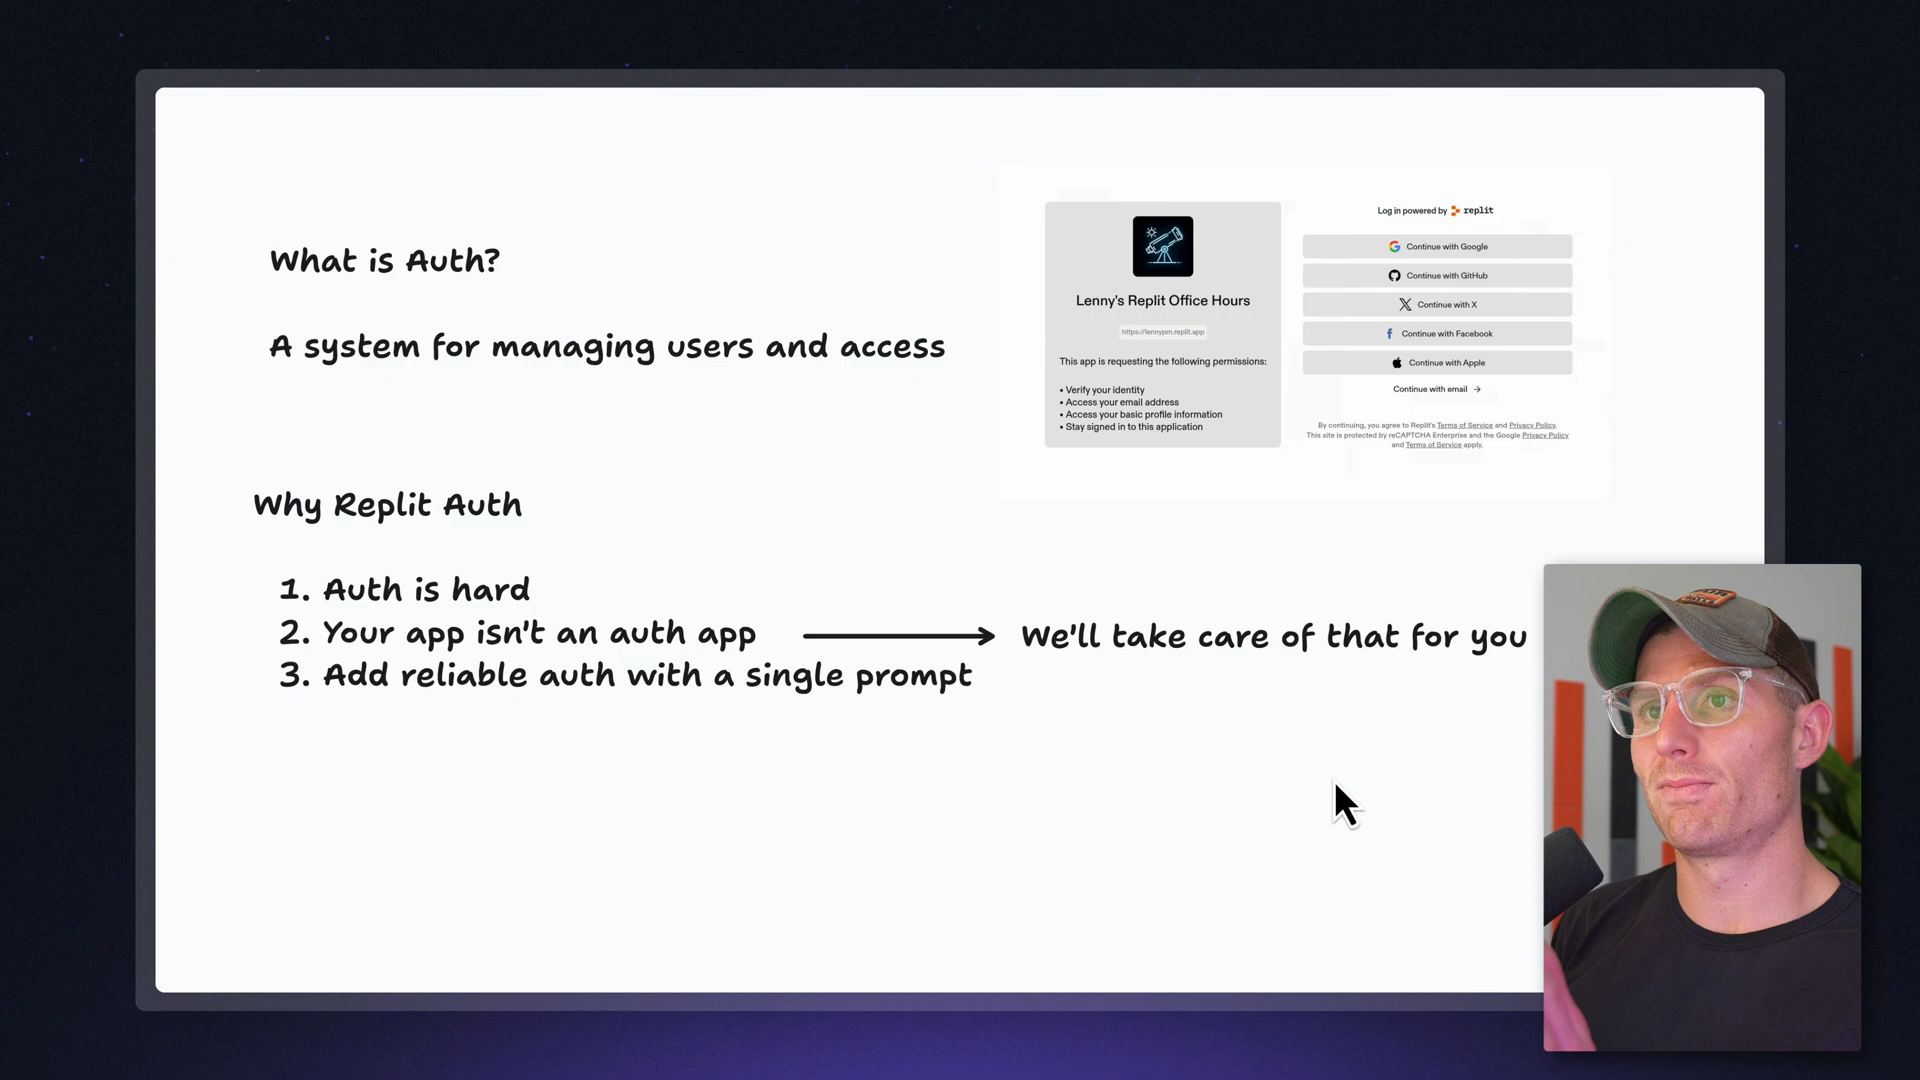 What is Auth?
A system for managing users and access
Lenny's Replit Office Hours
https://lennypm.replit.app
This app is requesting the following permissions:
• Verify your identity
• Access your email address
• Access your basic profile information
• Stay signed in to this application
Log in powered by replit
Continue with Google
Continue with GitHub
Continue with X
Continue with Facebook
Continue with Apple
Continue with email →
By continuing, you agree to Replit's Terms of Service and Privacy Policy.
This site is protected by reCAPTCHA Enterprise and the Google Privacy Policy
and Terms of Service apply.
Why Replit Auth
1. Auth is hard
2. Your app isn't an auth app
We'll take care of that for you
3. Add reliable auth with a single prompt